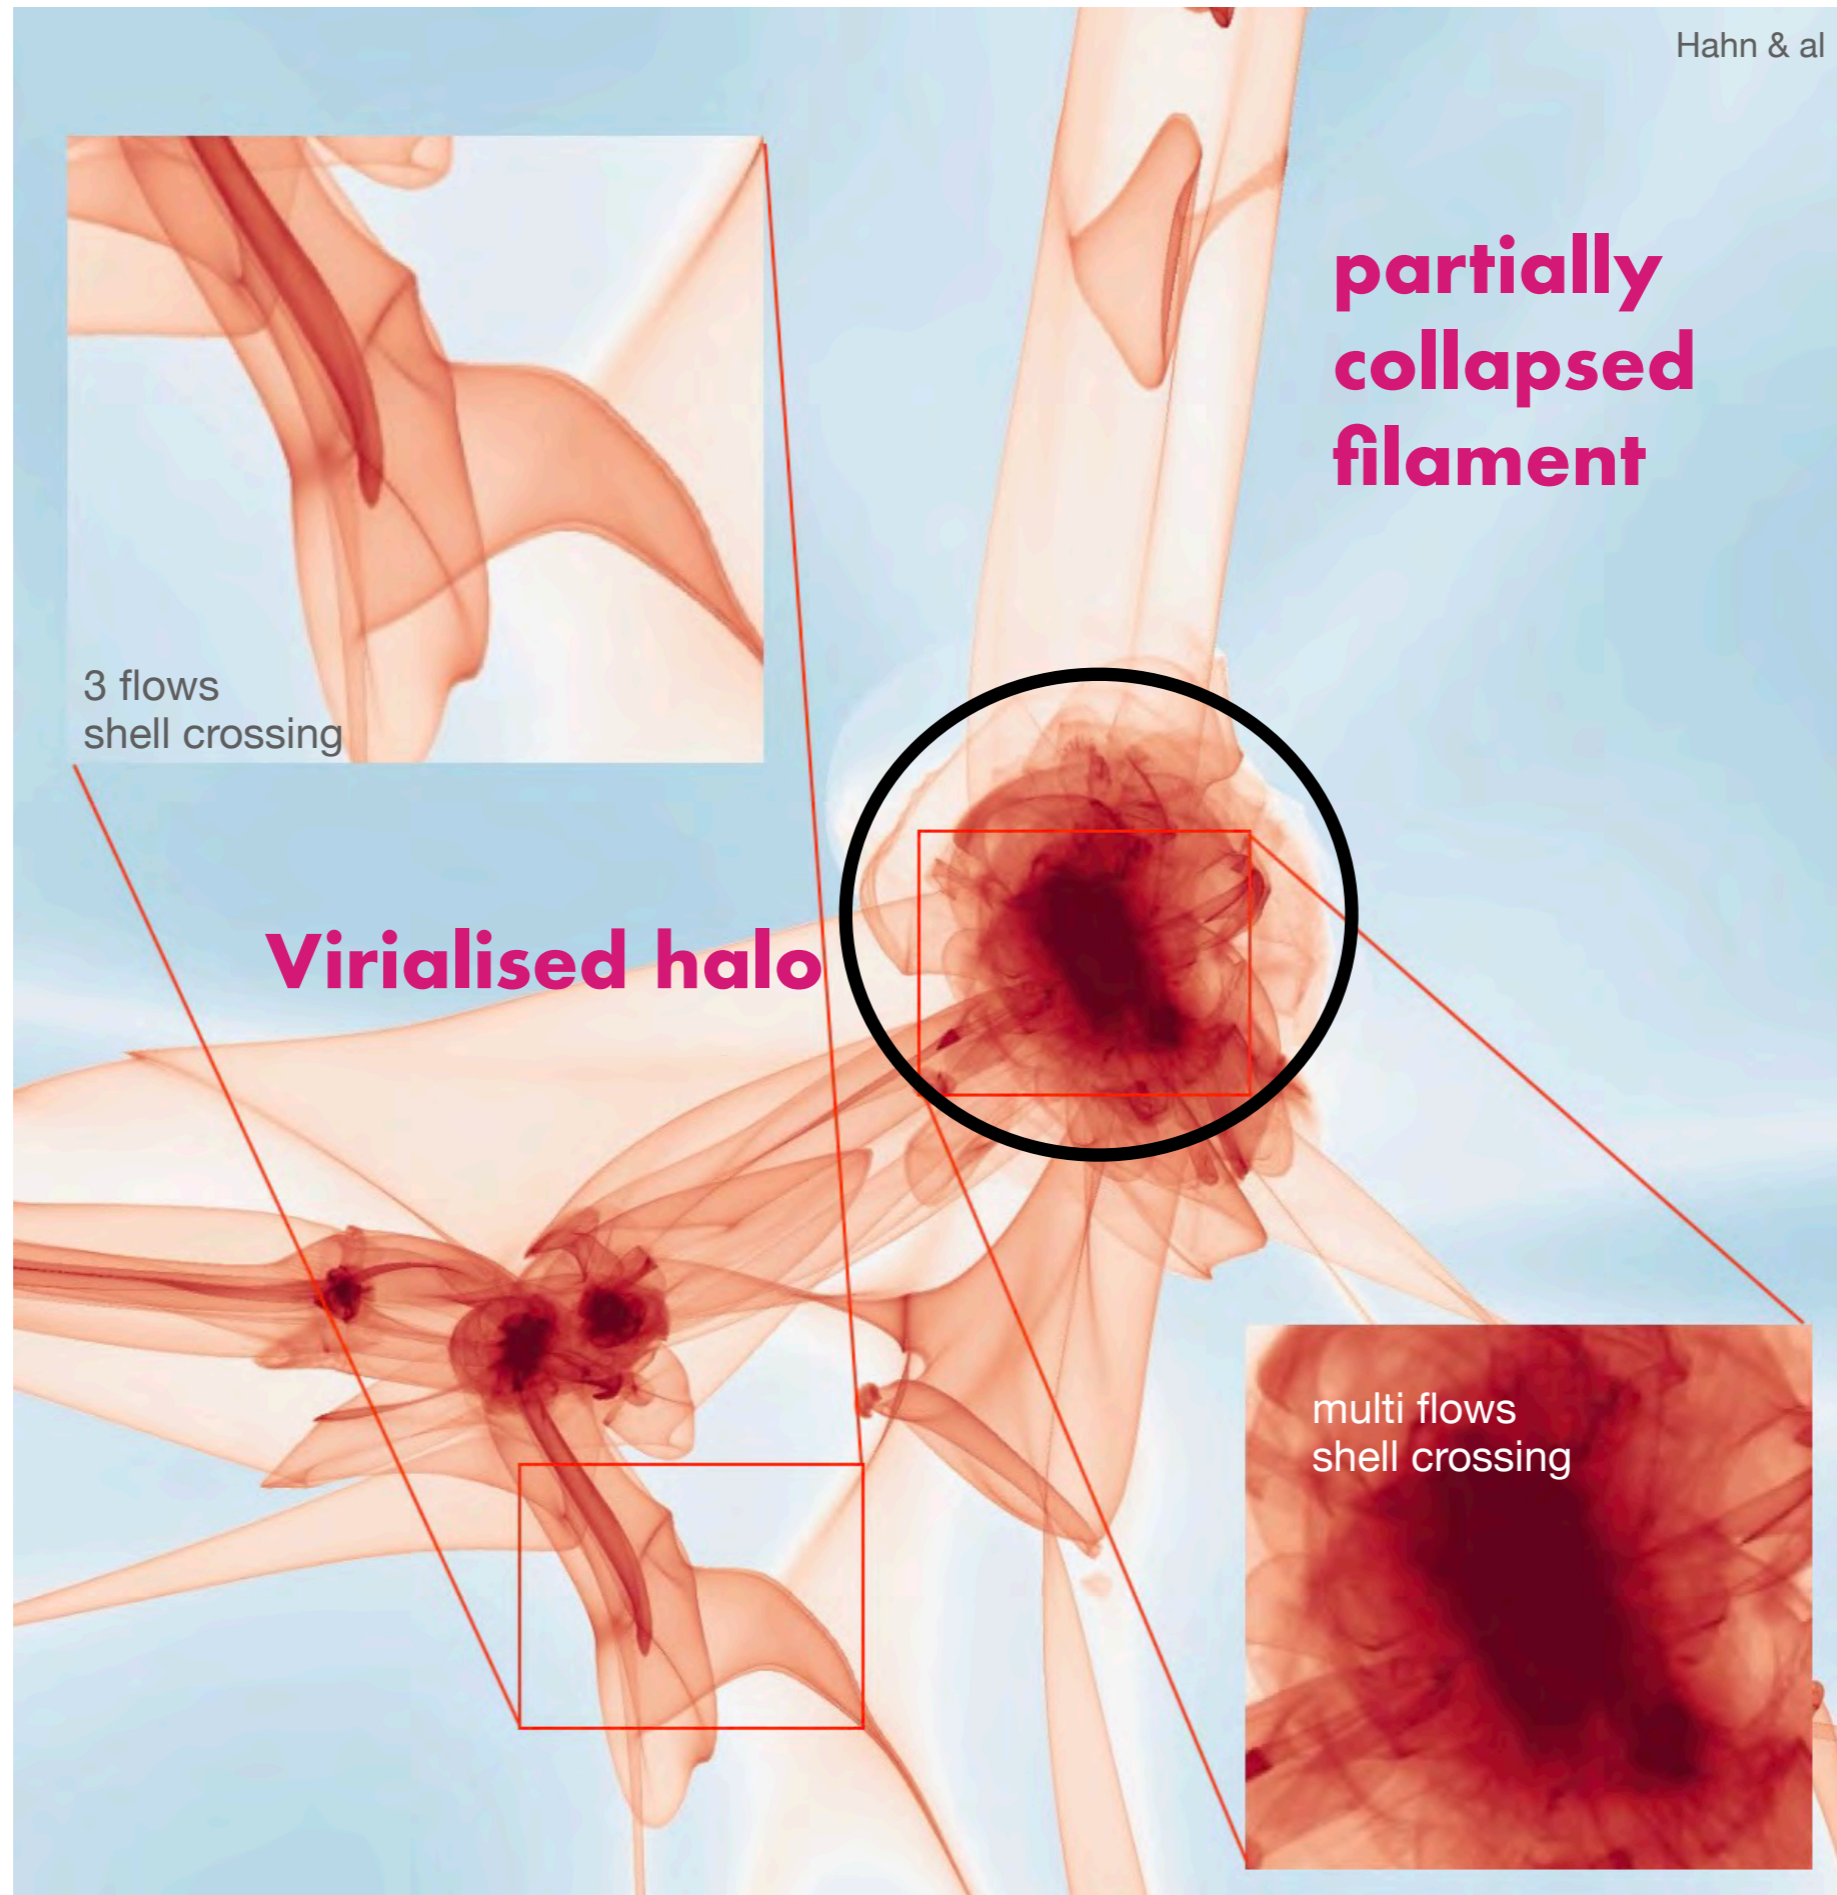 Hahn & al
partially
collapsed
filament
3 flows
shell crossing
Virialised halo
multi flows
shell crossing